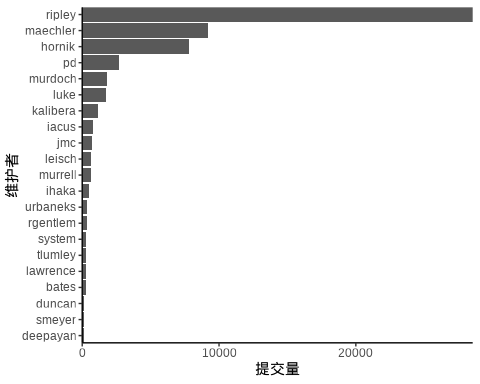 ripley
maechler
hornik
pd
murdoch
luke
kalibera
iacus
jmc
leisch
murrell
ihaka
urbaneks
rgentlem
system
tlumley
lawrence
bates
duncan
smeyer
deepayan
维护者
0 10000 20000
提交量